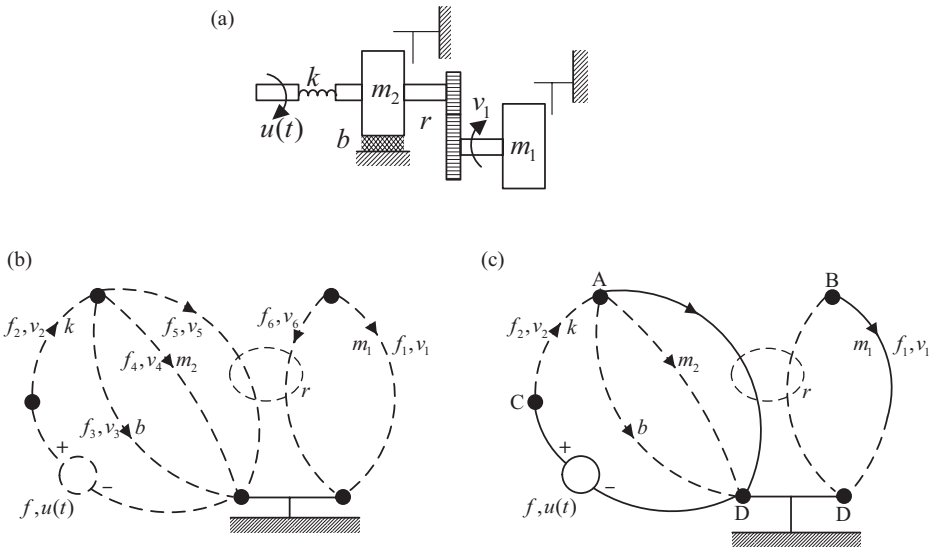 (a)
k
m₂
u(t)
b
r
v₁
m₁
(b)
f₂,v₂
k
f₅,v₅
f₄,v₄
m₂
f₃,v₃
b
+
−
f,u(t)
f₆,v₆
m₁
f₁,v₁
r
(c)
A
B
f₂,v₂
k
m₂
b
C
+
−
f,u(t)
m₁
f₁,v₁
r
D
D